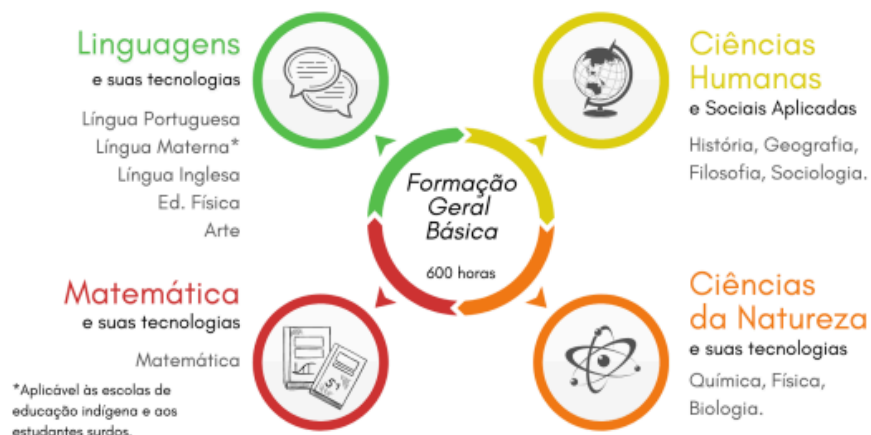 Linguagens
e suas tecnologias
Língua Portuguesa
Língua Materna*
Língua Inglesa
Ed. Física
Arte
Ciências
Humanas
e Sociais Aplicadas
História, Geografia,
Filosofia, Sociologia.
Formação
Geral
Básica
600 horas
Matemática
e suas tecnologias
Matemática
*Aplicável às escolas de
educação indígena e aos
estudantes surdos.
Ciências
da Natureza
e suas tecnologias
Química, Física,
Biologia.